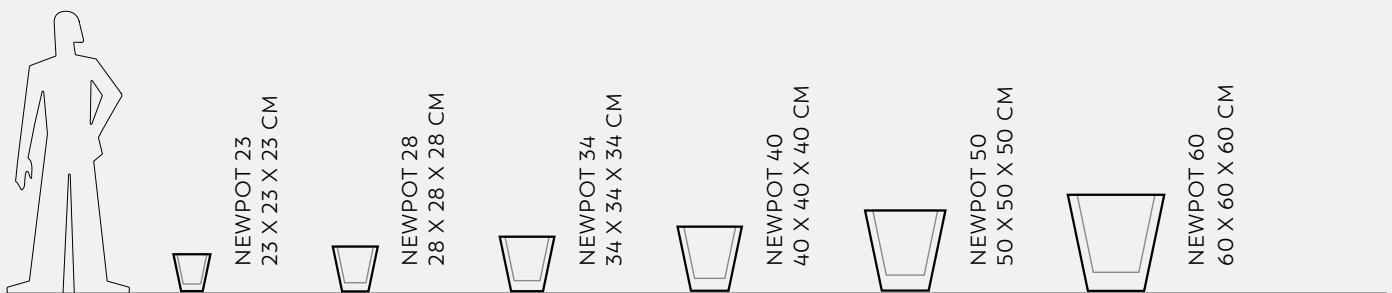 NEWPOT 23
23 X 23 X 23 CM
NEWPOT 28
28 X 28 X 28 CM
NEWPOT 34
34 X 34 X 34 CM
NEWPOT 40
40 X 40 X 40 CM
NEWPOT 50
50 X 50 X 50 CM
NEWPOT 60
60 X 60 X 60 CM